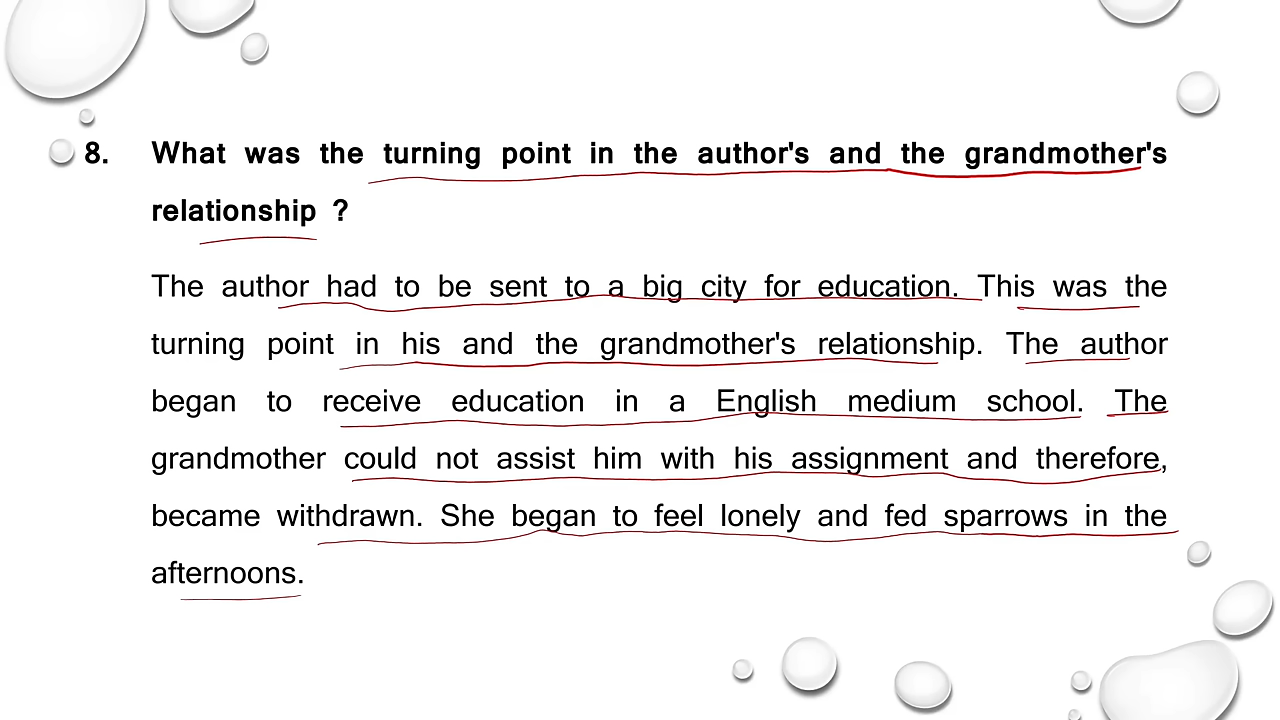 8. What was the turning point in the author's and the grandmother's
relationship ?
The author had to be sent to a big city for education. This was the
turning point in his and the grandmother's relationship. The author
began to receive education in a English medium school. The
grandmother could not assist him with his assignment and therefore,
became withdrawn. She began to feel lonely and fed sparrows in the
afternoons.